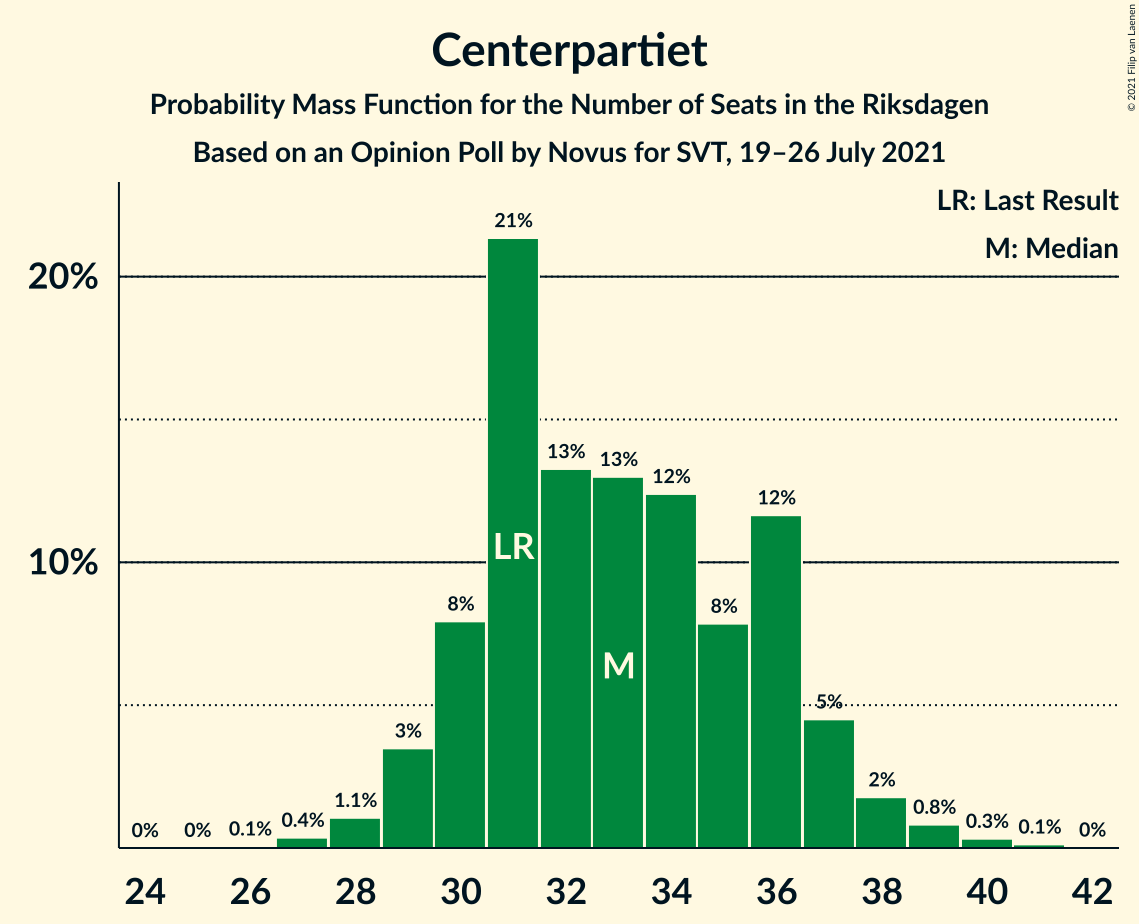 Centerpartiet
Probability Mass Function for the Number of Seats in the Riksdagen
Based on an Opinion Poll by Novus for SVT, 19–26 July 2021
© 2021 Filip van Laenen
LR: Last Result
M: Median
20%
10%
0%
0%
0.1%
0.4%
1.1%
3%
8%
21%
13%
13%
12%
8%
12%
5%
2%
0.8%
0.3%
0.1%
0%
LR
M
24 26 28 30 32 34 36 38 40 42